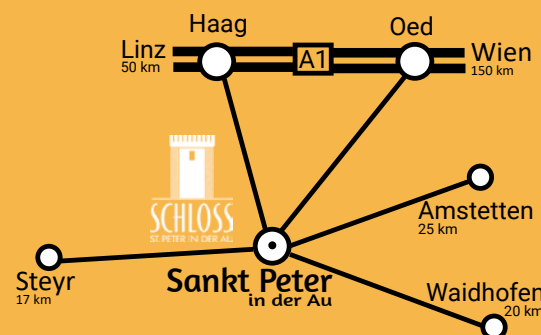 Haag
Oed
Linz
50 km
A1
Wien
150 km
SCHLOSS
ST. PETER IN DER AU
Amstetten
25 km
Steyr
17 km
Sankt Peter
in der Au
Waidhofen
20 km